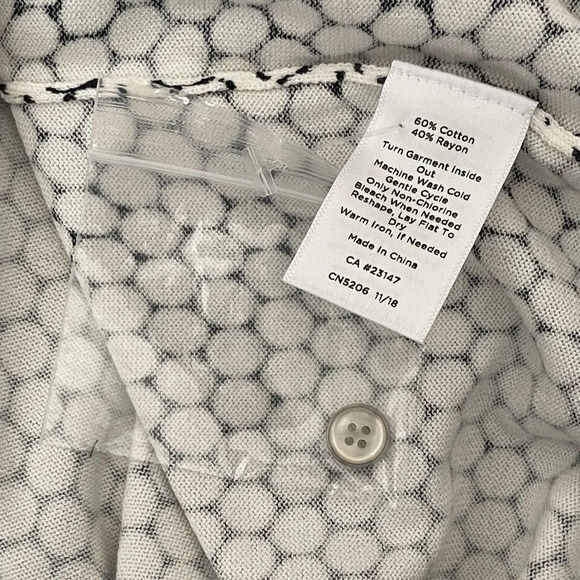 60% Cotton
40% Rayon
Turn Garment Inside
Out
Machine Wash Cold
Gentle Cycle
Only Non-Chlorine
Bleach When Needed
Reshape, Lay Flat To
Dry
Warm Iron, If Needed
Made In China
CA #23147
CN5206 11/18